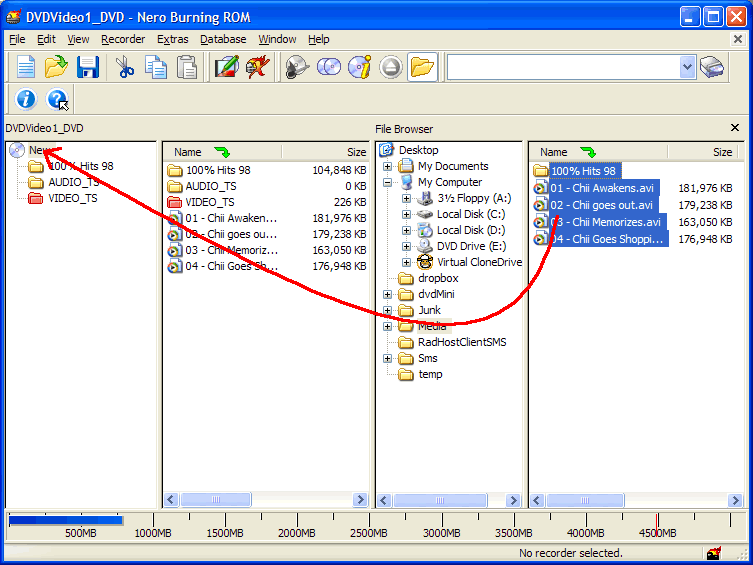 DVDVideo1_DVD - Nero Burning ROM
File Edit View Recorder Extras Database Window Help
DVDVideo1_DVD
File Browser
New
100% Hits 98
AUDIO_TS
VIDEO_TS
Name Size
100% Hits 98 104,848 KB
AUDIO_TS 0 KB
VIDEO_TS 226 KB
01 - Chii Awaken... 181,976 KB
02 - Chii goes ou... 179,238 KB
03 - Chii Memoriz... 163,050 KB
04 - Chii Goes Sh... 176,948 KB
Desktop
My Documents
My Computer
3½ Floppy (A:)
Local Disk (C:)
Local Disk (D:)
DVD Drive (E:)
Virtual CloneDrive
dropbox
dvdMini
Junk
Media
RadHostClientSMS
Sms
temp
Name Size
100% Hits 98
01 - Chii Awakens.avi 181,976 KB
02 - Chii goes out.avi 179,238 KB
03 - Chii Memorizes.avi 163,050 KB
04 - Chii Goes Shoppi... 176,948 KB
500MB 1000MB 1500MB 2000MB 2500MB 3000MB 3500MB 4000MB 4500MB
No recorder selected.